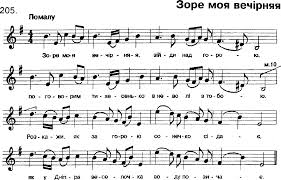 205.
Зоре моя вечірняя
Помалу
Зо - ре мо - я ве - чір - ня - я, зій - ди над го - ро - ю,
м.10
по - го - во - рим ти - хе - сень - ко в не - во - лі з то - бо - ю.
Роз - ка - жи, як за го - ро - ю со - неч - ко сі - да - є,
як у Дніп - ра ве - се - лоч - ка во - ду по - зи - ча - є.